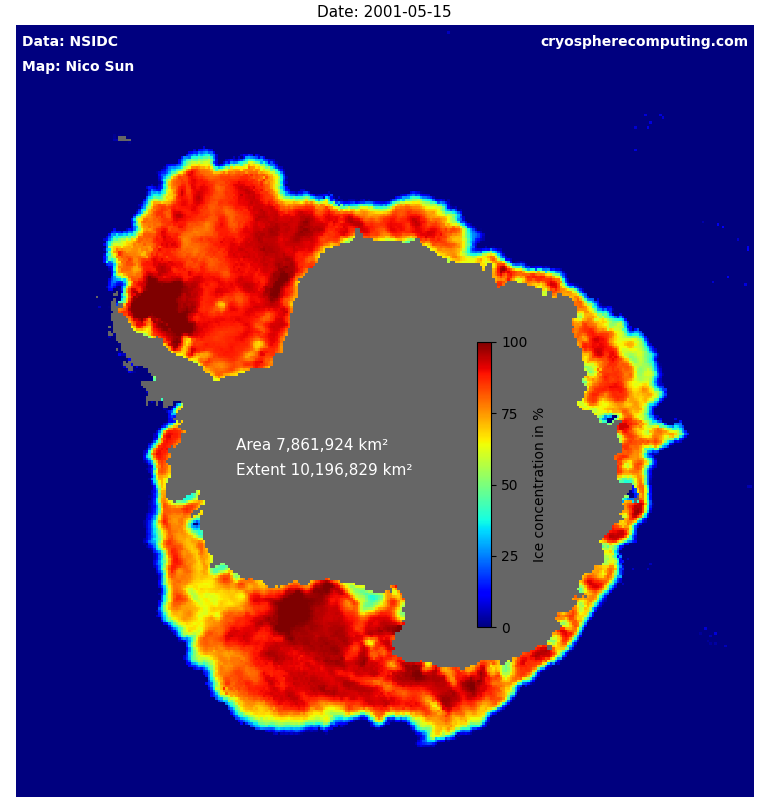 Date: 2001-05-15
Data: NSIDC
cryospherecomputing.com
Map: Nico Sun
100
75
50
25
0
Ice concentration in %
Area 7,861,924 km²
Extent 10,196,829 km²